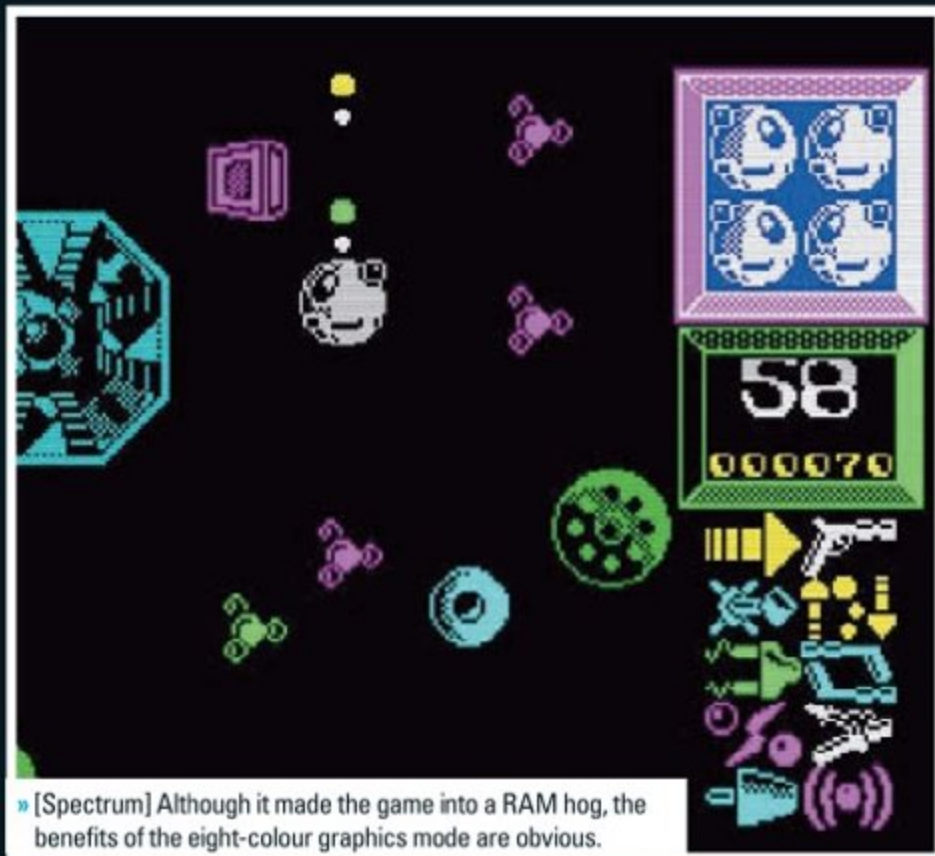 58
000070
» [Spectrum] Although it made the game into a RAM hog, the
benefits of the eight-colour graphics mode are obvious.